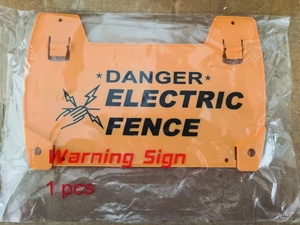 *DANGER*
ELECTRIC
FENCE
Warning Sign
1 pcs